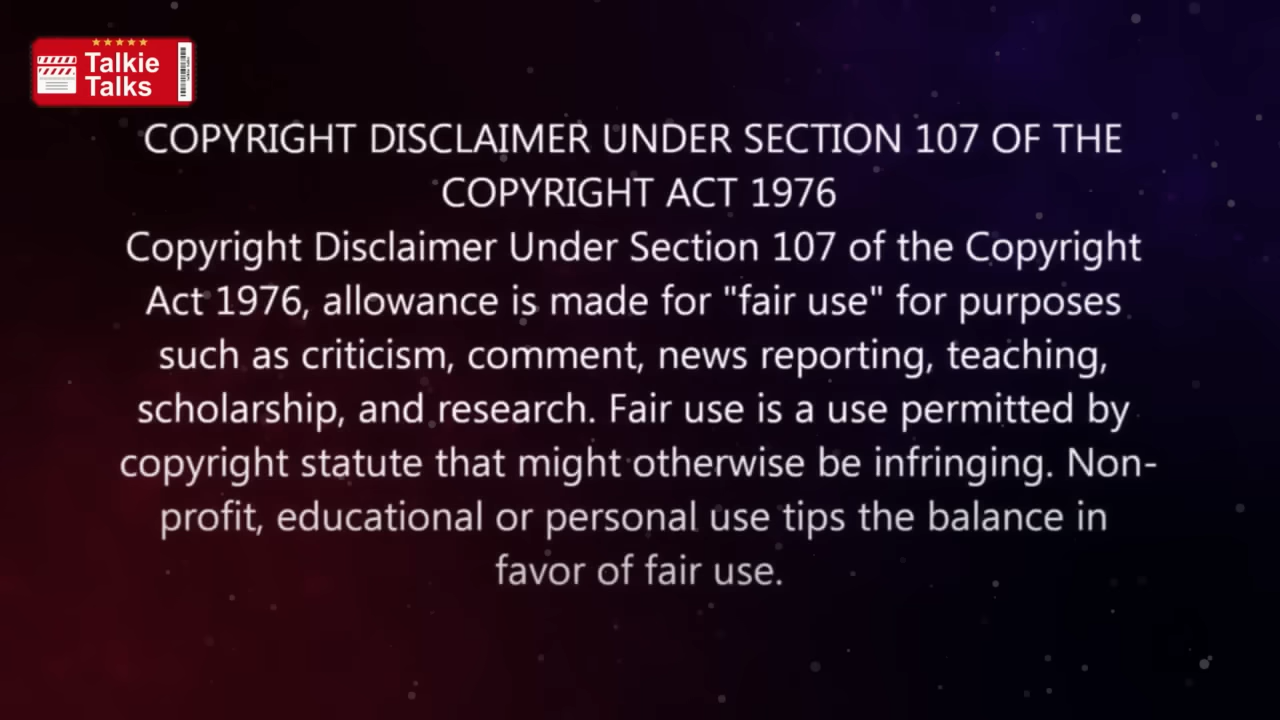 Talkie
Talks
COPYRIGHT DISCLAIMER UNDER SECTION 107 OF THE
COPYRIGHT ACT 1976
Copyright Disclaimer Under Section 107 of the Copyright
Act 1976, allowance is made for "fair use" for purposes
such as criticism, comment, news reporting, teaching,
scholarship, and research. Fair use is a use permitted by
copyright statute that might otherwise be infringing. Non-
profit, educational or personal use tips the balance in
favor of fair use.